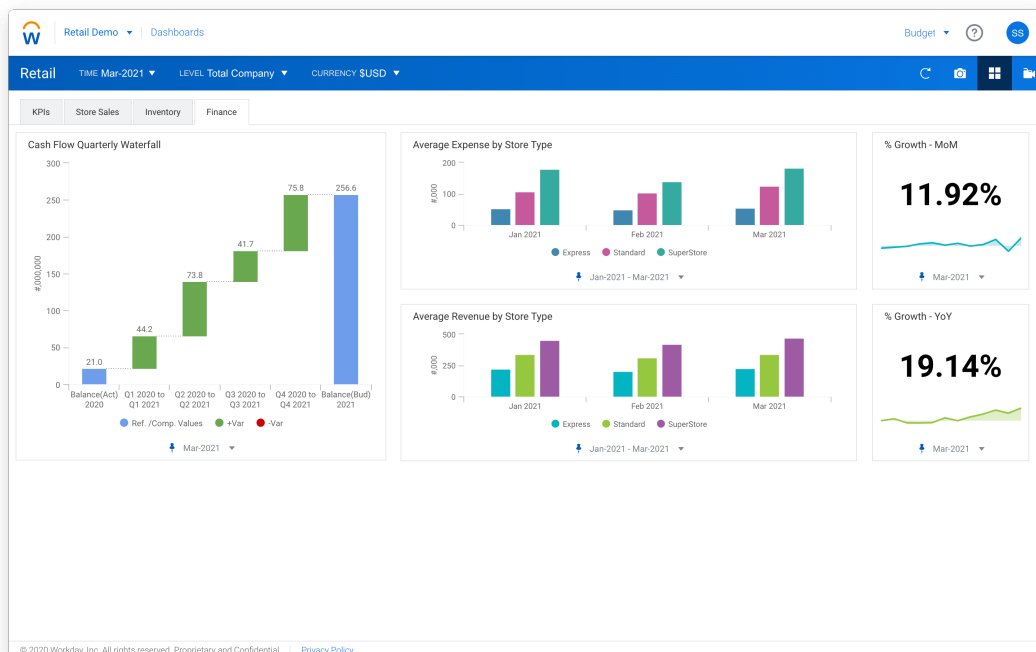 W
Retail Demo
Dashboards
Budget
?
SS
Retail
TIME Mar-2021
LEVEL Total Company
CURRENCY $USD
KPIs
Store Sales
Inventory
Finance
Cash Flow Quarterly Waterfall
300
250
200
150
100
50
0
#,000,000
21.0
44.2
73.8
41.7
75.8
256.6
Balance(Act)
2020
Q1 2020 to
Q1 2021
Q2 2020 to
Q2 2021
Q3 2020 to
Q3 2021
Q4 2020 to
Q4 2021
Balance(Bud)
2021
Ref. /Comp. Values
+Var
-Var
Mar-2021
Average Expense by Store Type
200
100
0
#,000
Jan 2021
Feb 2021
Mar 2021
Express
Standard
SuperStore
Jan-2021 - Mar-2021
Average Revenue by Store Type
500
250
0
#,000
Jan 2021
Feb 2021
Mar 2021
Express
Standard
SuperStore
Jan-2021 - Mar-2021
% Growth - MoM
11.92%
Mar-2021
% Growth - YoY
19.14%
Mar-2021
© 2020 Workday, Inc. All rights reserved. Proprietary and Confidential
Privacy Policy